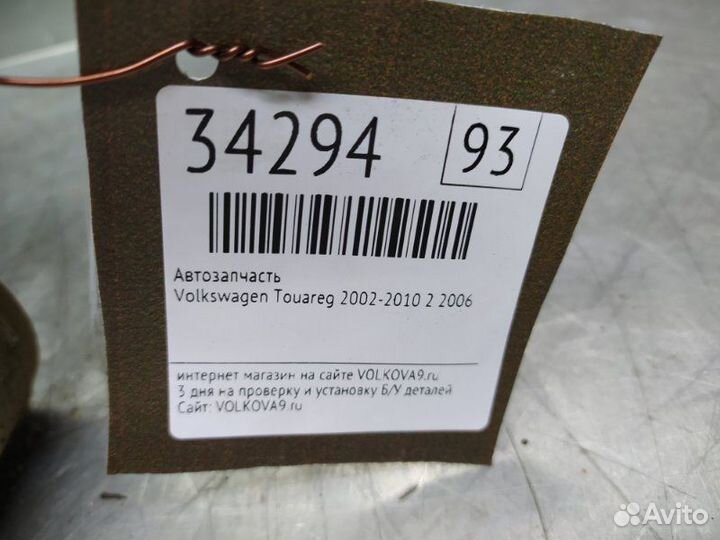 34294 93
Автозапчасть
Volkswagen Touareg 2002-2010 2 2006
интернет магазин на сайте VOLKOVA9.ru
3 дня на проверку и установку Б/У деталей
Сайт: VOLKOVA9.ru
Avito